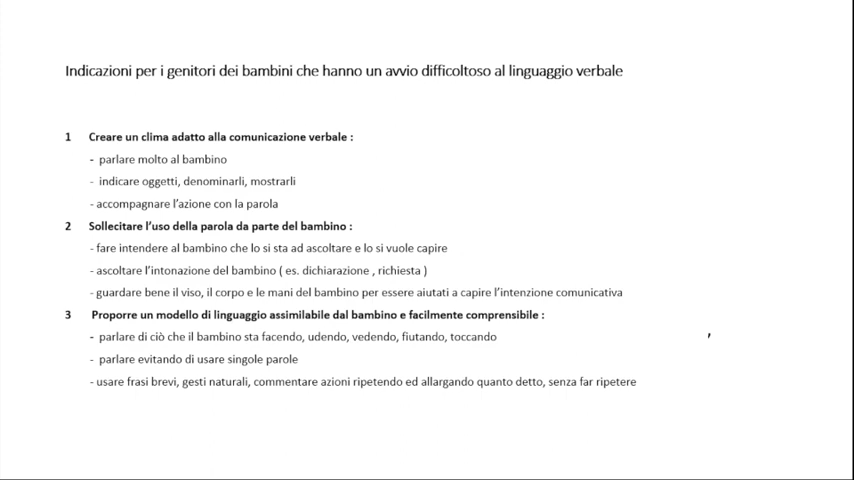 Indicazioni per i genitori dei bambini che hanno un avvio difficoltoso al linguaggio verbale
1 Creare un clima adatto alla comunicazione verbale :
- parlare molto al bambino
- indicare oggetti, denominarli, mostrarli
- accompagnare l'azione con la parola
2 Sollecitare l'uso della parola da parte del bambino :
- fare intendere al bambino che lo si sta ad ascoltare e lo si vuole capire
- ascoltare l'intonazione del bambino ( es. dichiarazione , richiesta )
- guardare bene il viso, il corpo e le mani del bambino per essere aiutati a capire l'intenzione comunicativa
3 Proporre un modello di linguaggio assimilabile dal bambino e facilmente comprensibile :
- parlare di ciò che il bambino sta facendo, udendo, vedendo, fiutando, toccando
- parlare evitando di usare singole parole
- usare frasi brevi, gesti naturali, commentare azioni ripetendo ed allargando quanto detto, senza far ripetere